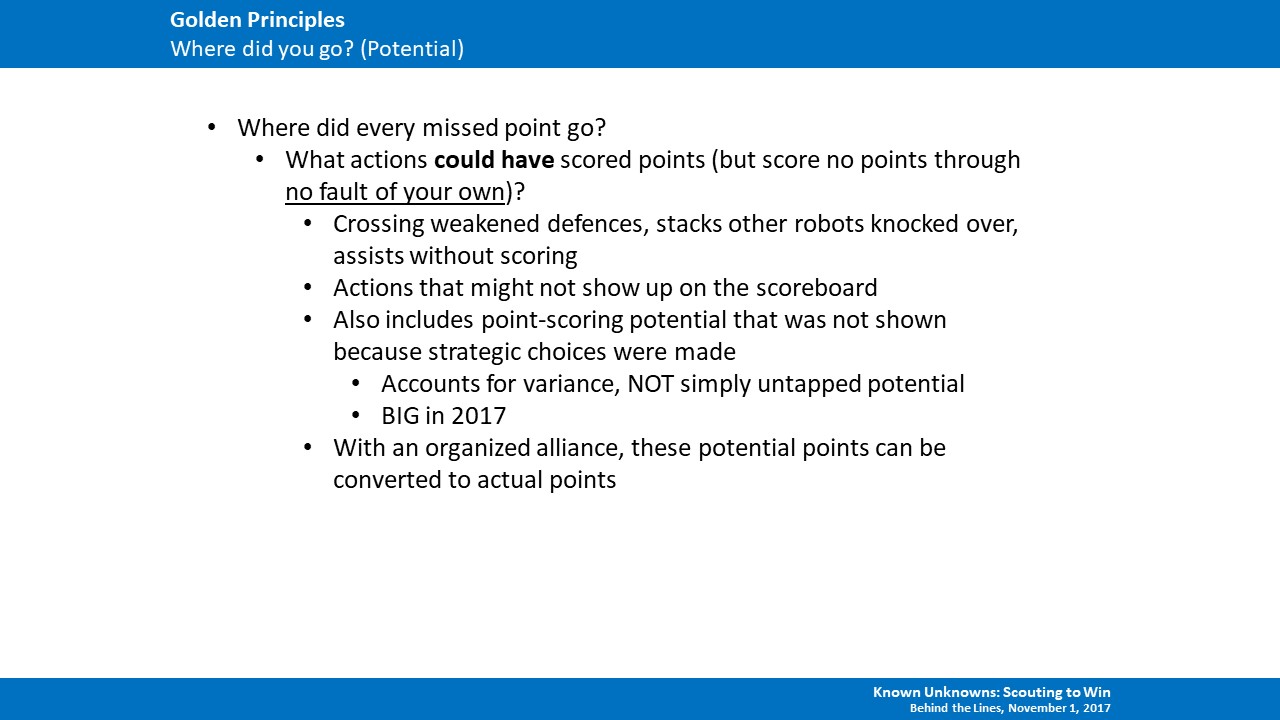 Golden Principles
Where did you go? (Potential)
• Where did every missed point go?
• What actions could have scored points (but score no points through
no fault of your own)?
• Crossing weakened defences, stacks other robots knocked over,
assists without scoring
• Actions that might not show up on the scoreboard
• Also includes point-scoring potential that was not shown
because strategic choices were made
• Accounts for variance, NOT simply untapped potential
• BIG in 2017
• With an organized alliance, these potential points can be
converted to actual points
Known Unknowns: Scouting to Win
Behind the Lines, November 1, 2017